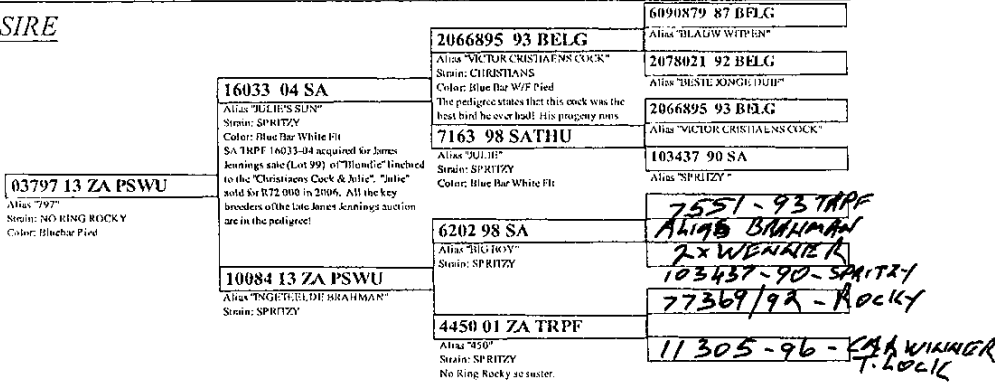 SIRE
03797 13 ZA PSWU
Alias "797"
Strain: NO RING ROCKY
Color: Bluebar Pied
16033 04 SA
Alias "JULIE'S SUN"
Strain: SPRITZY
Color: Blue Bar White Flt
SA TRPF 16033-04 acquired for James
Jennings sale (Lot 99) of "Blondie" linebred
to the "Christiaens Cock & Julie". "Julie"
sold for R72 000 in 2006. All the key
breeders of the late James Jennings auction
are in the pedigree!
10084 13 ZA PSWU
Alias "INGETEELDE BRAHMAN"
Strain: SPRITZY
2066895 93 BELG
Alias "VICTOR CRISTIAENS COCK"
Strain: CHRISTIANS
Color: Blue Bar W/F Pied
The pedigree states that this cock was the
best bird he ever had! His progeny runs
7163 98 SATHU
Alias "JULIE"
Strain: SPRITZY
Color: Blue Bar White Flt
6202 98 SA
Alias "BIG BOY"
Strain: SPRITZY
4450 01 ZA TRPF
Alias "450"
Strain: SPRITZY
No Ring Rocky se suster.
6090879 87 BELG
Alias "BLAUW WITPEN"
2078021 92 BELG
Alias "BESTE JONGE DUIF"
2066895 93 BELG
Alias "VICTOR CRISTIAENS COCK"
103437 90 SA
Alias "SPRITZY "
7551-93 TRPF
ALIAS BRAHMAN
2x WENNER
103437-90-SPRITZY
77369/92 - ROCKY
11305-96 - WINNER
T. LOCK